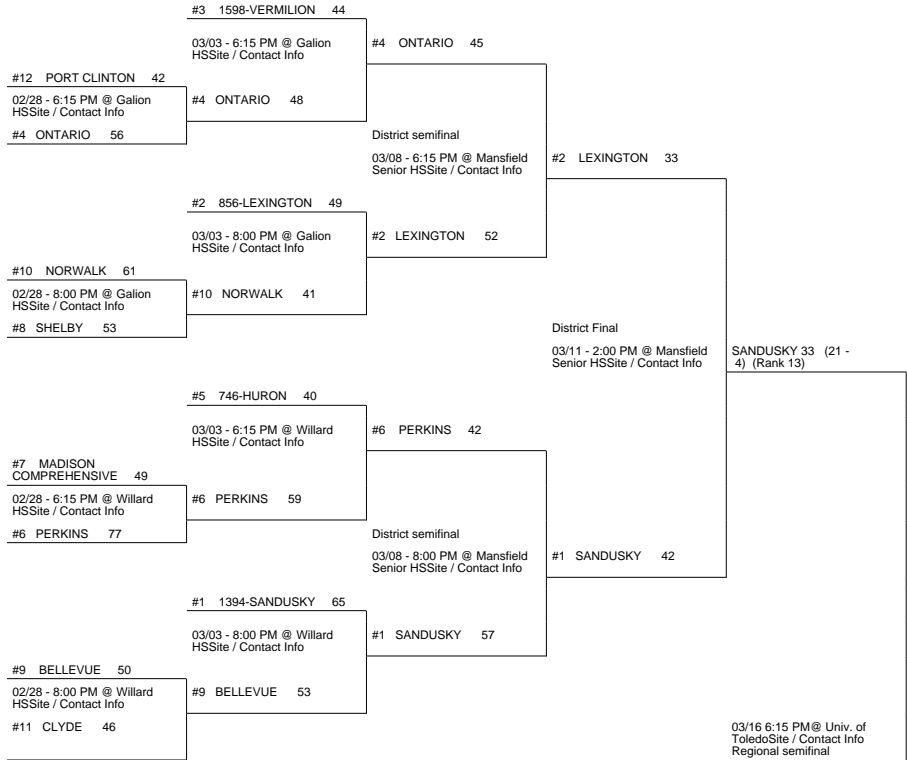 #3 1598-VERMILION 44
03/03 - 6:15 PM @ Galion
HSSite / Contact Info
#4 ONTARIO 45
#12 PORT CLINTON 42
02/28 - 6:15 PM @ Galion
HSSite / Contact Info
#4 ONTARIO 48
#4 ONTARIO 56
District semifinal
03/08 - 6:15 PM @ Mansfield
Senior HSSite / Contact Info
#2 LEXINGTON 33
#2 856-LEXINGTON 49
03/03 - 8:00 PM @ Galion
HSSite / Contact Info
#2 LEXINGTON 52
#10 NORWALK 61
02/28 - 8:00 PM @ Galion
HSSite / Contact Info
#10 NORWALK 41
#8 SHELBY 53
District Final
03/11 - 2:00 PM @ Mansfield
Senior HSSite / Contact Info
SANDUSKY 33 (21 -
4) (Rank 13)
#5 746-HURON 40
03/03 - 6:15 PM @ Willard
HSSite / Contact Info
#6 PERKINS 42
#7 MADISON
COMPREHENSIVE 49
02/28 - 6:15 PM @ Willard
HSSite / Contact Info
#6 PERKINS 59
#6 PERKINS 77
District semifinal
03/08 - 8:00 PM @ Mansfield
Senior HSSite / Contact Info
#1 SANDUSKY 42
#1 1394-SANDUSKY 65
03/03 - 8:00 PM @ Willard
HSSite / Contact Info
#1 SANDUSKY 57
#9 BELLEVUE 50
02/28 - 8:00 PM @ Willard
HSSite / Contact Info
#9 BELLEVUE 53
#11 CLYDE 46
03/16 6:15 PM@ Univ. of
ToledoSite / Contact Info
Regional semifinal